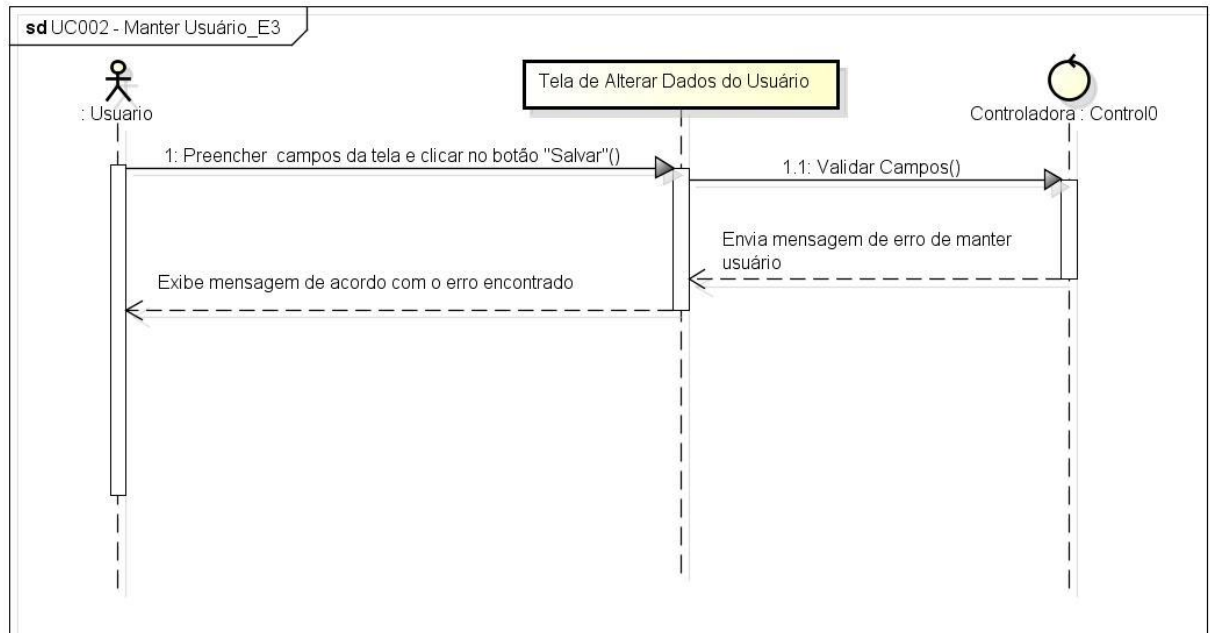 sd UC002 - Manter Usuário_E3
Tela de Alterar Dados do Usuário
: Usuario
Controladora : Control0
1: Preencher campos da tela e clicar no botão "Salvar"()
1.1: Validar Campos()
Envia mensagem de erro de manter
usuário
Exibe mensagem de acordo com o erro encontrado